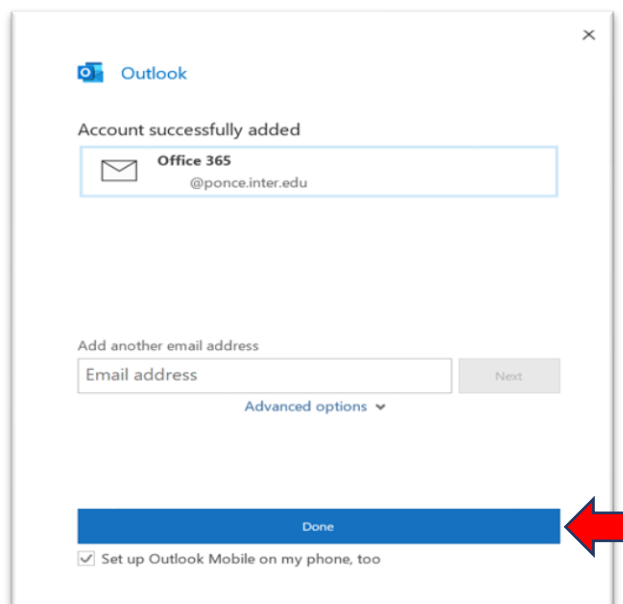 Outlook
Account successfully added
Office 365
@ponce.inter.edu
Add another email address
Email address
Next
Advanced options
Done
Set up Outlook Mobile on my phone, too